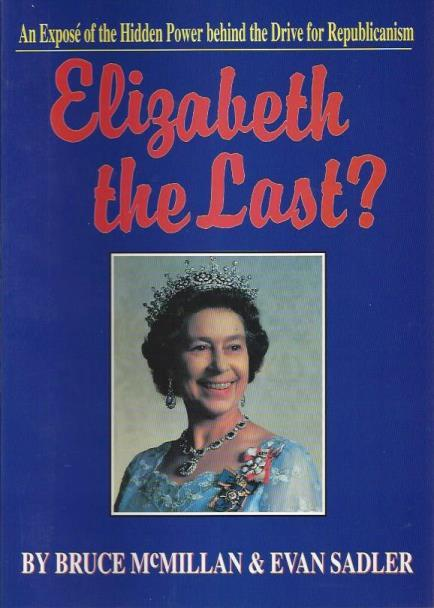 An Exposé of the Hidden Power behind the Drive for Republicanism
Elizabeth
the Last?
BY BRUCE McMILLAN & EVAN SADLER